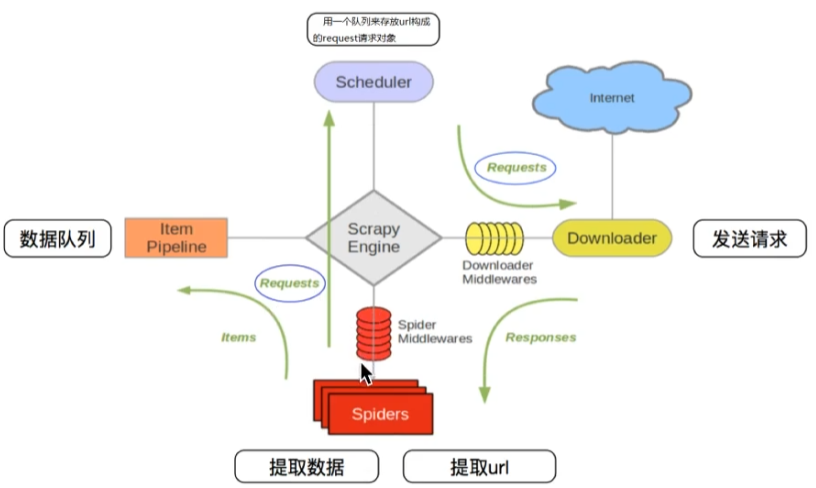 用一个队列来存放url构成
的request请求对象
Scheduler
Internet
Requests
数据队列
Item
Pipeline
Scrapy
Engine
Downloader
发送请求
Downloader
Middlewares
Requests
Items
Spider
Middlewares
Responses
Spiders
提取数据
提取url